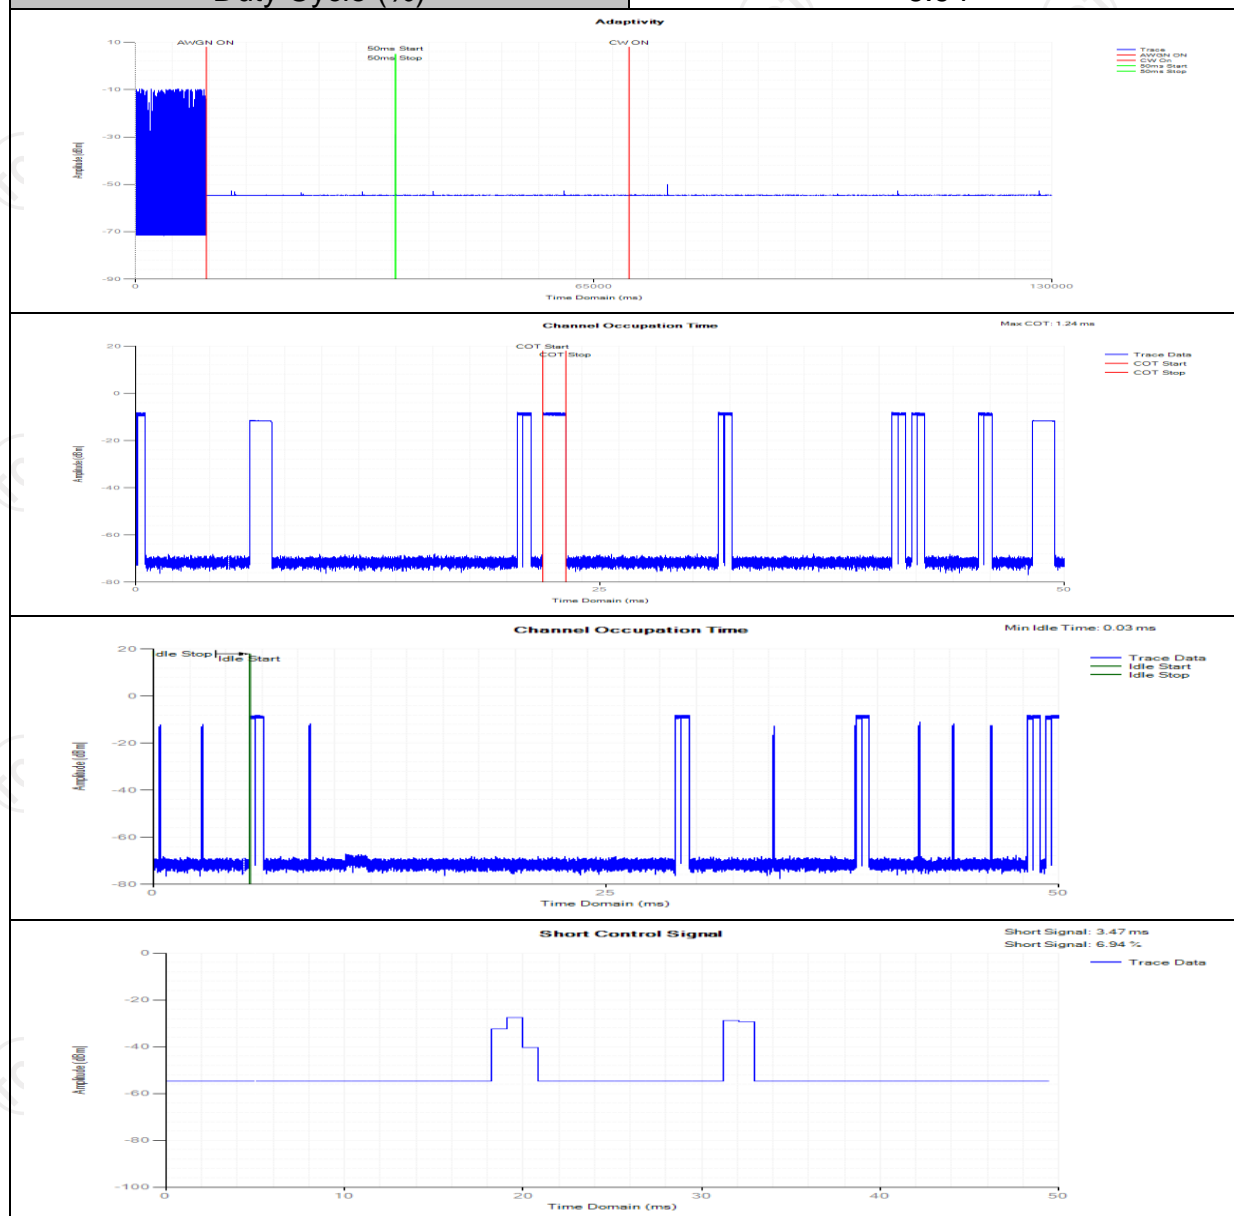 Duty Cycle (%)
Adaptivity
10
-10
-30
-50
-70
-90
Amplitude (dBm)
AWGN ON
50ms Start
50ms Stop
CW ON
Trace
AWGN ON
CW On
50ms Start
50ms Stop
0
65000
130000
Time Domain (ms)
Channel Occupation Time
Max COT: 1.24 ms
20
0
-20
-40
-60
-80
Amplitude (dBm)
COT Start
COT Stop
Trace Data
COT Start
COT Stop
0
25
50
Time Domain (ms)
Channel Occupation Time
Min Idle Time: 0.03 ms
20
0
-20
-40
-60
-80
Amplitude (dBm)
dle Stop
Idle Start
Trace Data
Idle Start
Idle Stop
0
25
50
Time Domain (ms)
Short Control Signal
Short Signal: 3.47 ms
Short Signal: 6.94 %
0
-20
-40
-60
-80
-100
Amplitude (dBm)
Trace Data
0
10
20
30
40
50
Time Domain (ms)